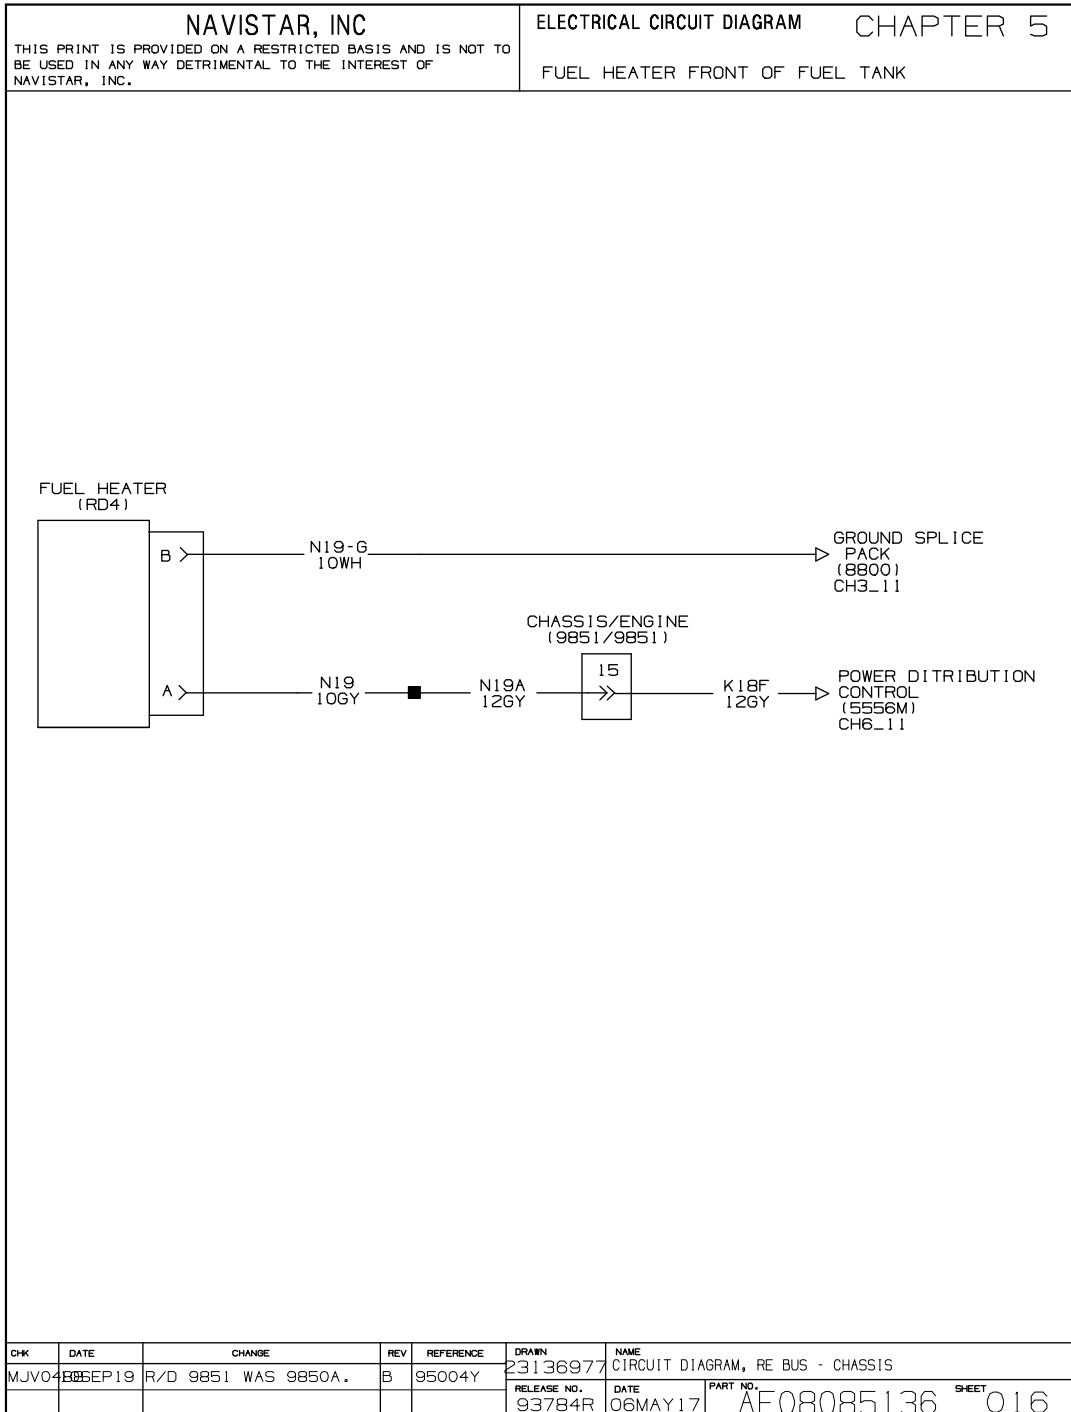 NAVISTAR, INC
THIS PRINT IS PROVIDED ON A RESTRICTED BASIS AND IS NOT TO
BE USED IN ANY WAY DETRIMENTAL TO THE INTEREST OF
NAVISTAR, INC.
ELECTRICAL CIRCUIT DIAGRAM CHAPTER 5
FUEL HEATER FRONT OF FUEL TANK
FUEL HEATER
(RD4)
B
N19-G
10WH
GROUND SPLICE
PACK
(8800)
CH3_11
CHASSIS/ENGINE
(9851/9851)
15
A
N19
10GY
N19A
12GY
K18F
12GY
POWER DITRIBUTION
CONTROL
(5556M)
CH6_11
CHK DATE CHANGE REV REFERENCE
R/D 9851 WAS 9850A. B 95004Y
DRAWN
23136977
NAME
CIRCUIT DIAGRAM, RE BUS - CHASSIS
RELEASE NO.
93784R
DATE
06MAY17
PART NO.
AF08085136
SHEET
016